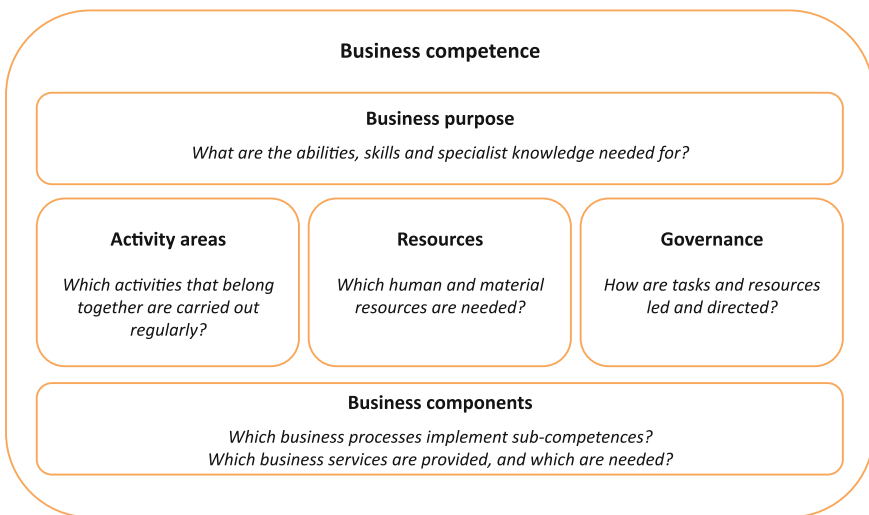 Business competence
Business purpose
What are the abilities, skills and specialist knowledge needed for?
Activity areas
Which activities that belong
together are carried out
regularly?
Resources
Which human and material
resources are needed?
Governance
How are tasks and resources
led and directed?
Business components
Which business processes implement sub-competences?
Which business services are provided, and which are needed?